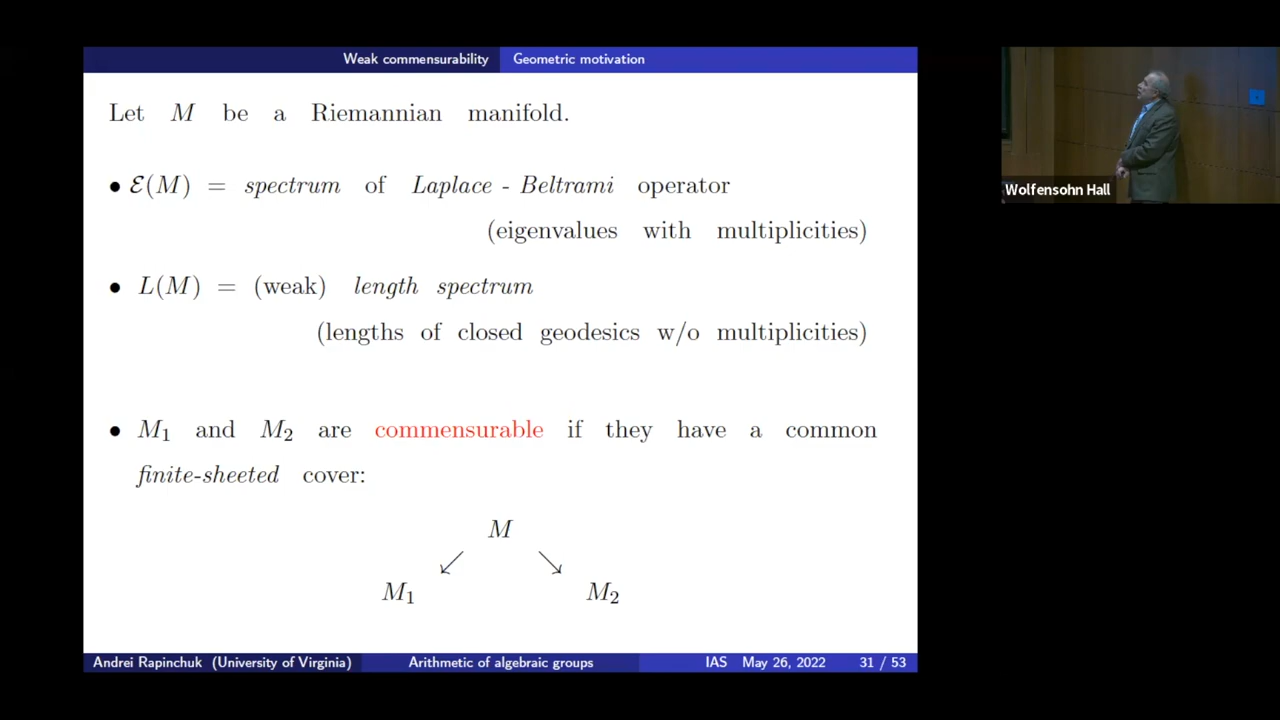 Weak commensurability Geometric motivation
Let M be a Riemannian manifold.
• ℰ(M) = spectrum of Laplace - Beltrami operator
(eigenvalues with multiplicities)
• L(M) = (weak) length spectrum
(lengths of closed geodesics w/o multiplicities)
• M₁ and M₂ are commensurable if they have a common
finite-sheeted cover:
M
↙ ↘
M₁ M₂
Andrei Rapinchuk (University of Virginia) Arithmetic of algebraic groups IAS May 26, 2022 31 / 53
Wolfensohn Hall